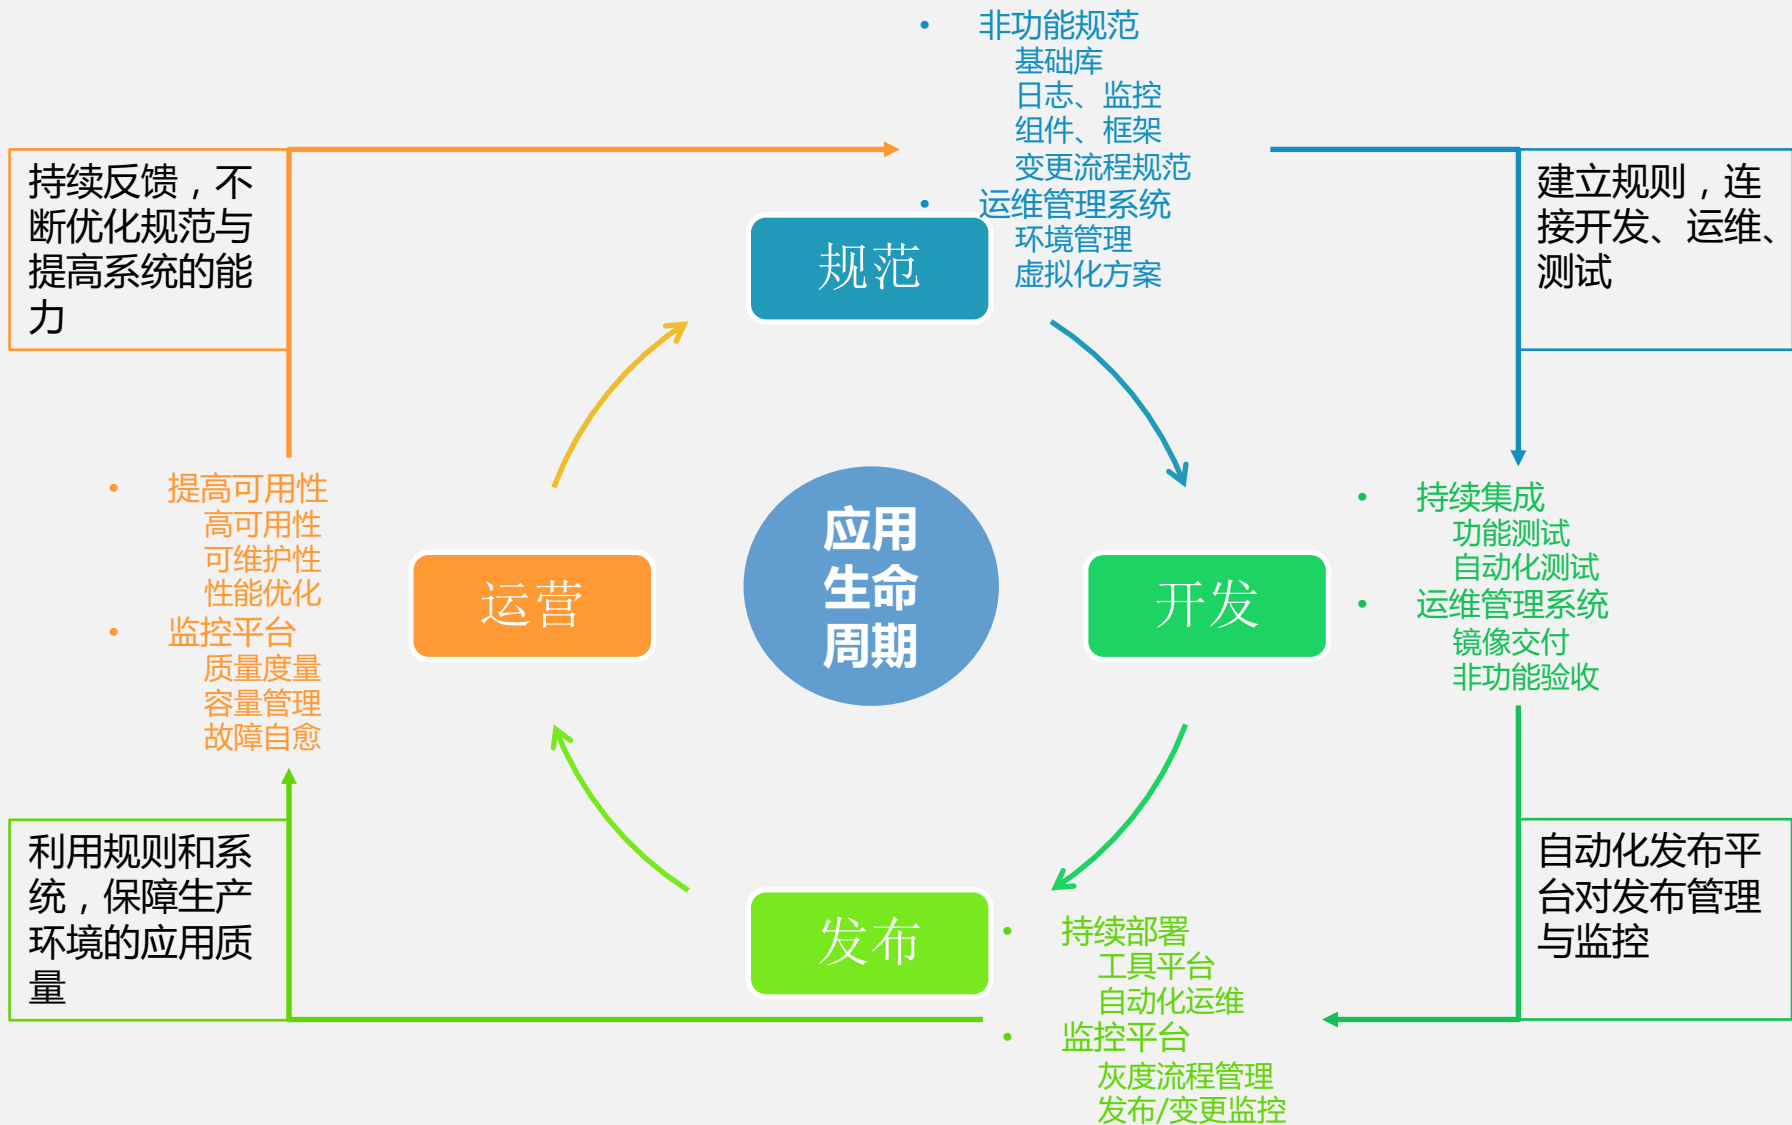 • 非功能规范
基础库
日志、监控
组件、框架
变更流程规范
• 运维管理系统
环境管理
虚拟化方案
持续反馈，不
断优化规范与
提高系统的能
力
建立规则，连
接开发、运维、
测试
规范
• 提高可用性
高可用性
可维护性
性能优化
• 监控平台
质量度量
容量管理
故障自愈
运营
应用
生命
周期
开发
• 持续集成
功能测试
自动化测试
• 运维管理系统
镜像交付
非功能验收
利用规则和系
统，保障生产
环境的应用质
量
发布
• 持续部署
工具平台
自动化运维
• 监控平台
灰度流程管理
发布/变更监控
自动化发布平
台对发布管理
与监控